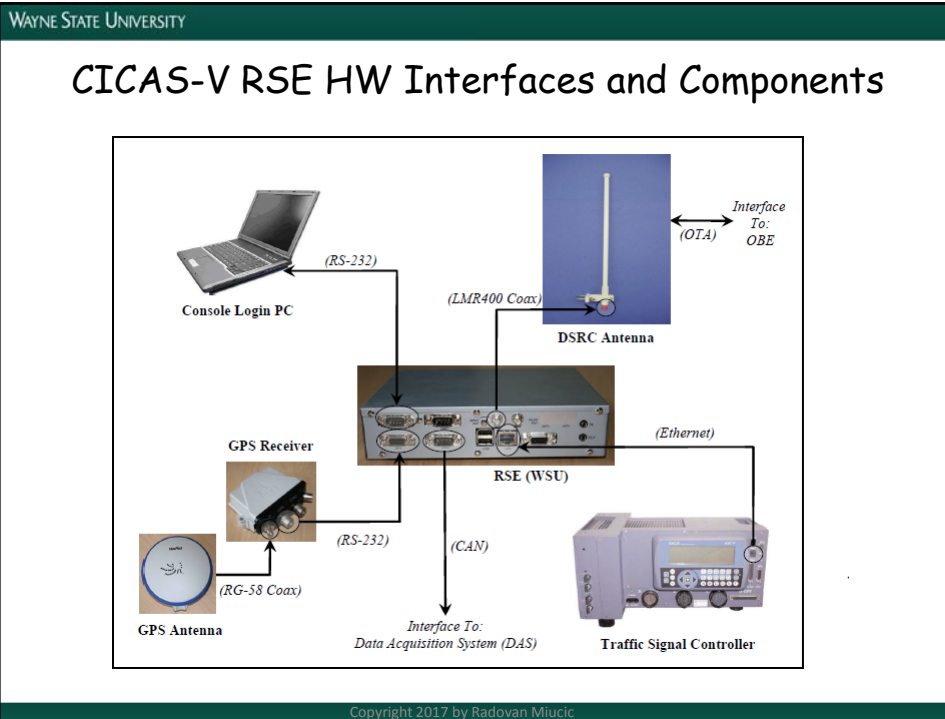 WAYNE STATE UNIVERSITY
CICAS-V RSE HW Interfaces and Components
Interface
To:
OBE
(OTA)
(RS-232)
(LMR400 Coax)
Console Login PC
DSRC Antenna
GPS Receiver
(Ethernet)
RSE (WSU)
(RS-232)
(CAN)
(RG-58 Coax)
GPS Antenna
Interface To:
Data Acquisition System (DAS)
Traffic Signal Controller
Copyright 2017 by Radovan Miucic